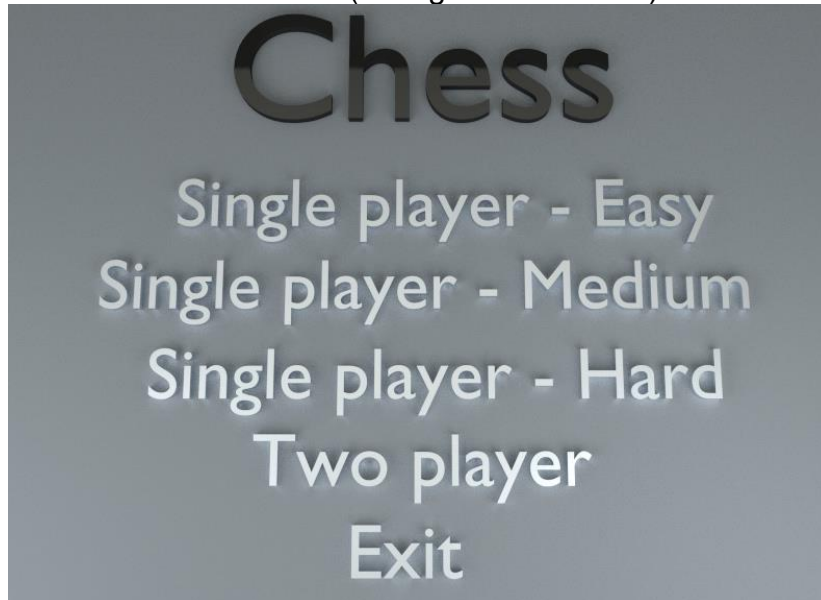 Chess
Single player - Easy
Single player - Medium
Single player - Hard
Two player
Exit